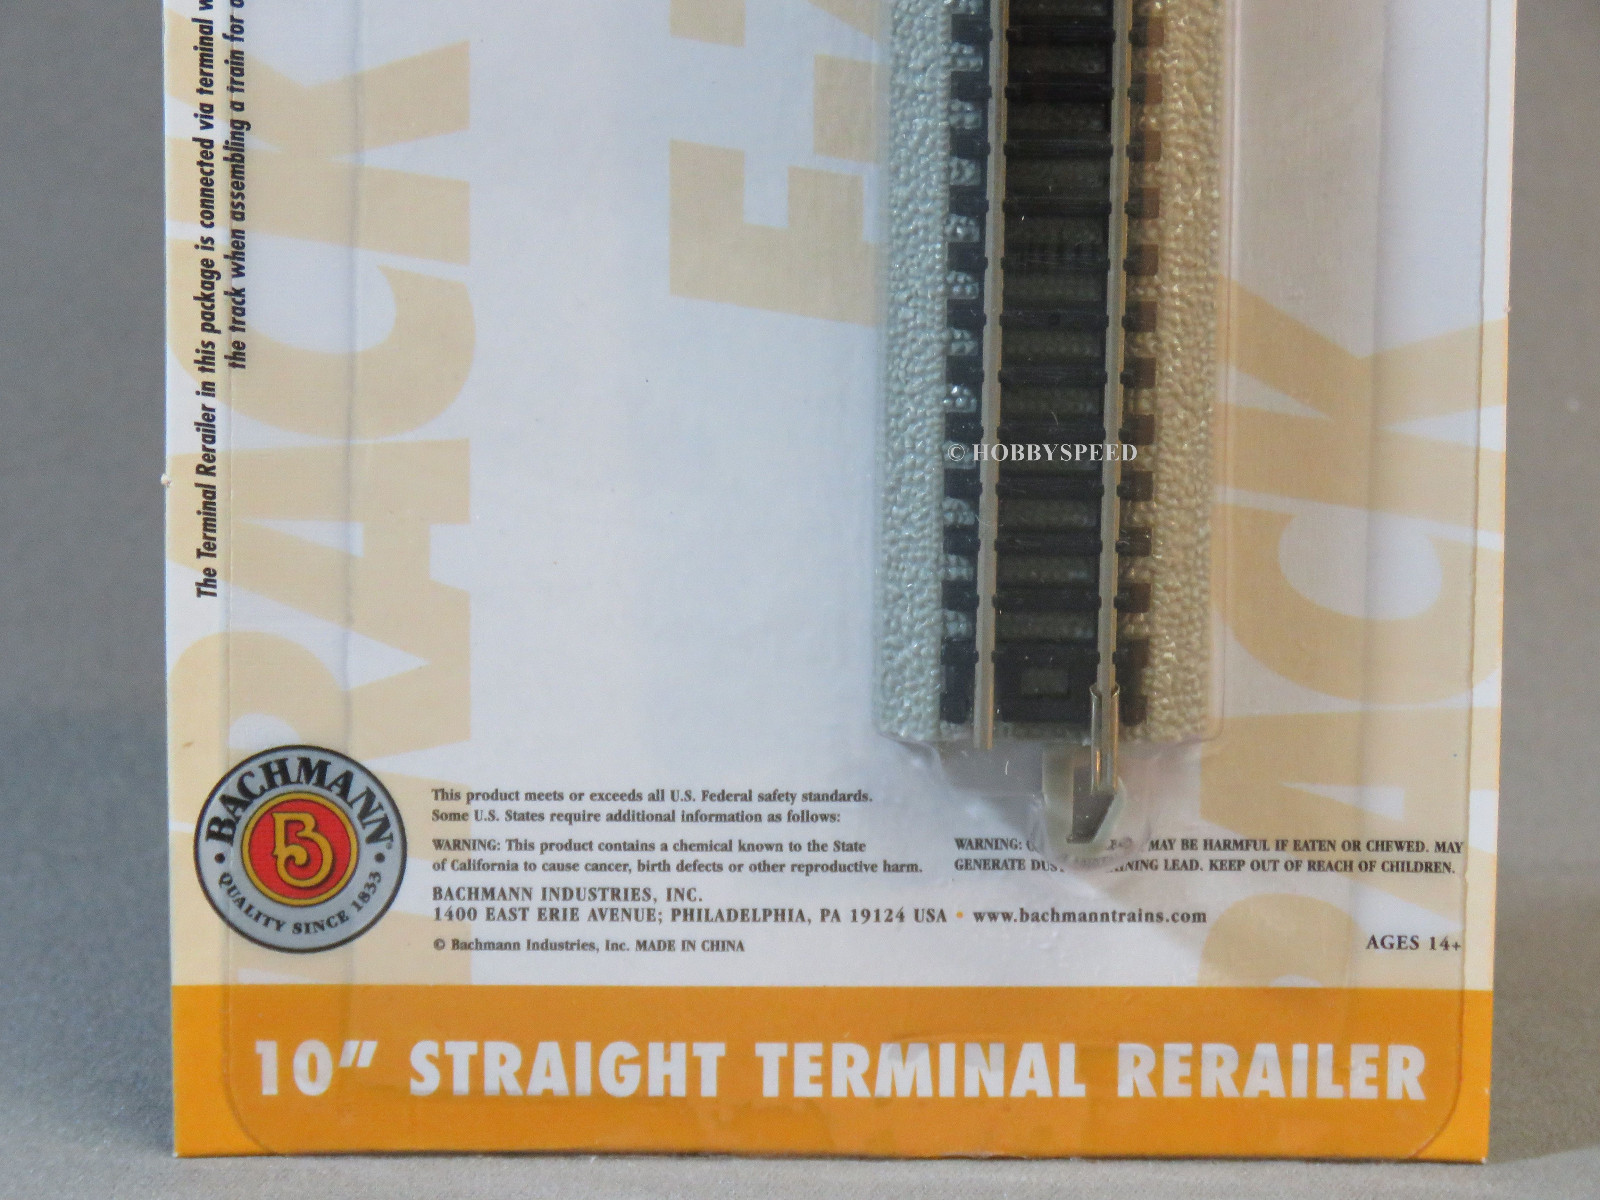 The Terminal Rerailer in this package is connected via terminal
the track when assembling a train for
TRACK
E-
TRACK
© HOBBYSPEED
BACHMANN
B
QUALITY SINCE 1833
This product meets or exceeds all U.S. Federal safety standards.
Some U.S. States require additional information as follows:
WARNING: This product contains a chemical known to the State
of California to cause cancer, birth defects or other reproductive harm.
WARNING: MAY BE HARMFUL IF EATEN OR CHEWED. MAY
GENERATE LEAD. KEEP OUT OF REACH OF CHILDREN.
BACHMANN INDUSTRIES, INC.
1400 EAST ERIE AVENUE; PHILADELPHIA, PA 19124 USA • www.bachmanntrains.com
© Bachmann Industries, Inc. MADE IN CHINA
AGES 14+
10" STRAIGHT TERMINAL RERAILER